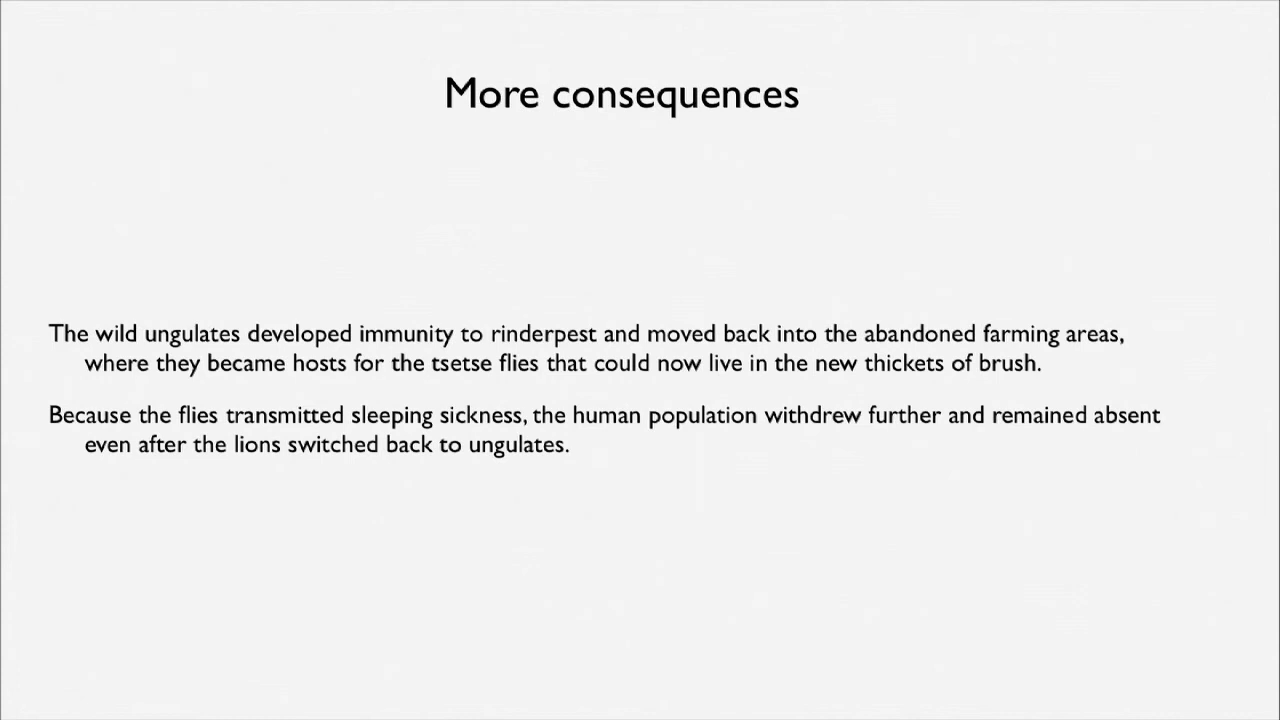 More consequences
The wild ungulates developed immunity to rinderpest and moved back into the abandoned farming areas,
where they became hosts for the tsetse flies that could now live in the new thickets of brush.
Because the flies transmitted sleeping sickness, the human population withdrew further and remained absent
even after the lions switched back to ungulates.